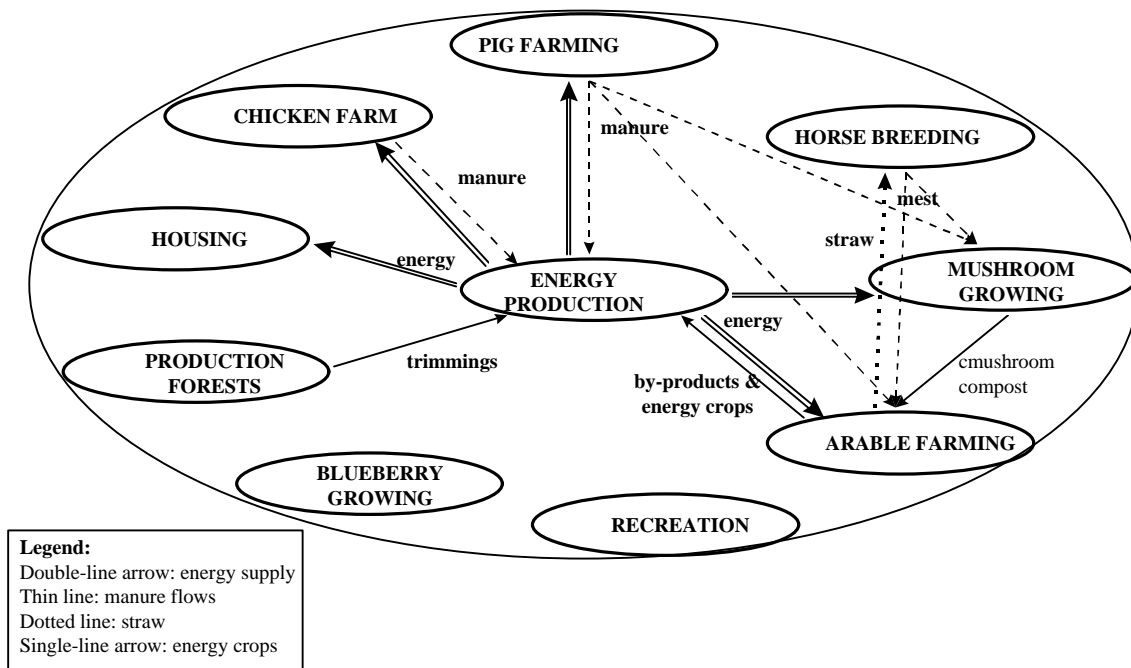 PIG FARMING
CHICKEN FARM
manure
HORSE BREEDING
manure
mest
HOUSING
straw
energy
ENERGY
PRODUCTION
MUSHROOM
GROWING
energy
PRODUCTION
FORESTS
trimmings
by-products &
energy crops
cmushroom
compost
ARABLE FARMING
BLUEBERRY
GROWING
RECREATION
Legend:
Double-line arrow: energy supply
Thin line: manure flows
Dotted line: straw
Single-line arrow: energy crops